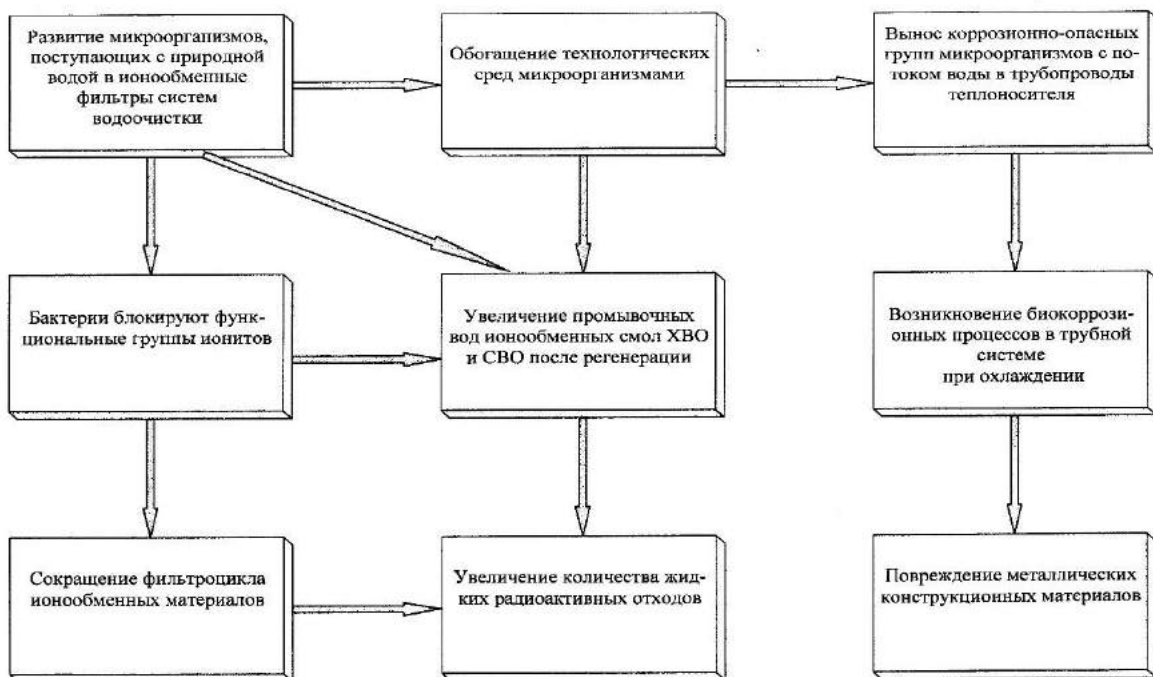 Развитие микроорганизмов,
поступающих с природной
водой в ионообменные
фильтры систем
водоочистки
Обогащение технологических
сред микроорганизмами
Вынос коррозионно-опасных
групп микроорганизмов с по-
током воды в трубопроводы
теплоносителя
Бактерии блокируют функ-
циональные группы ионитов
Увеличение промывочных
вод ионообменных смол ХВО
и СВО после регенерации
Возникновение биокоррози-
онных процессов в трубной
системе
при охлаждении
Сокращение фильтроцикла
ионообменных материалов
Увеличение количества жид-
ких радиоактивных отходов
Повреждение металлических
конструкционных материалов